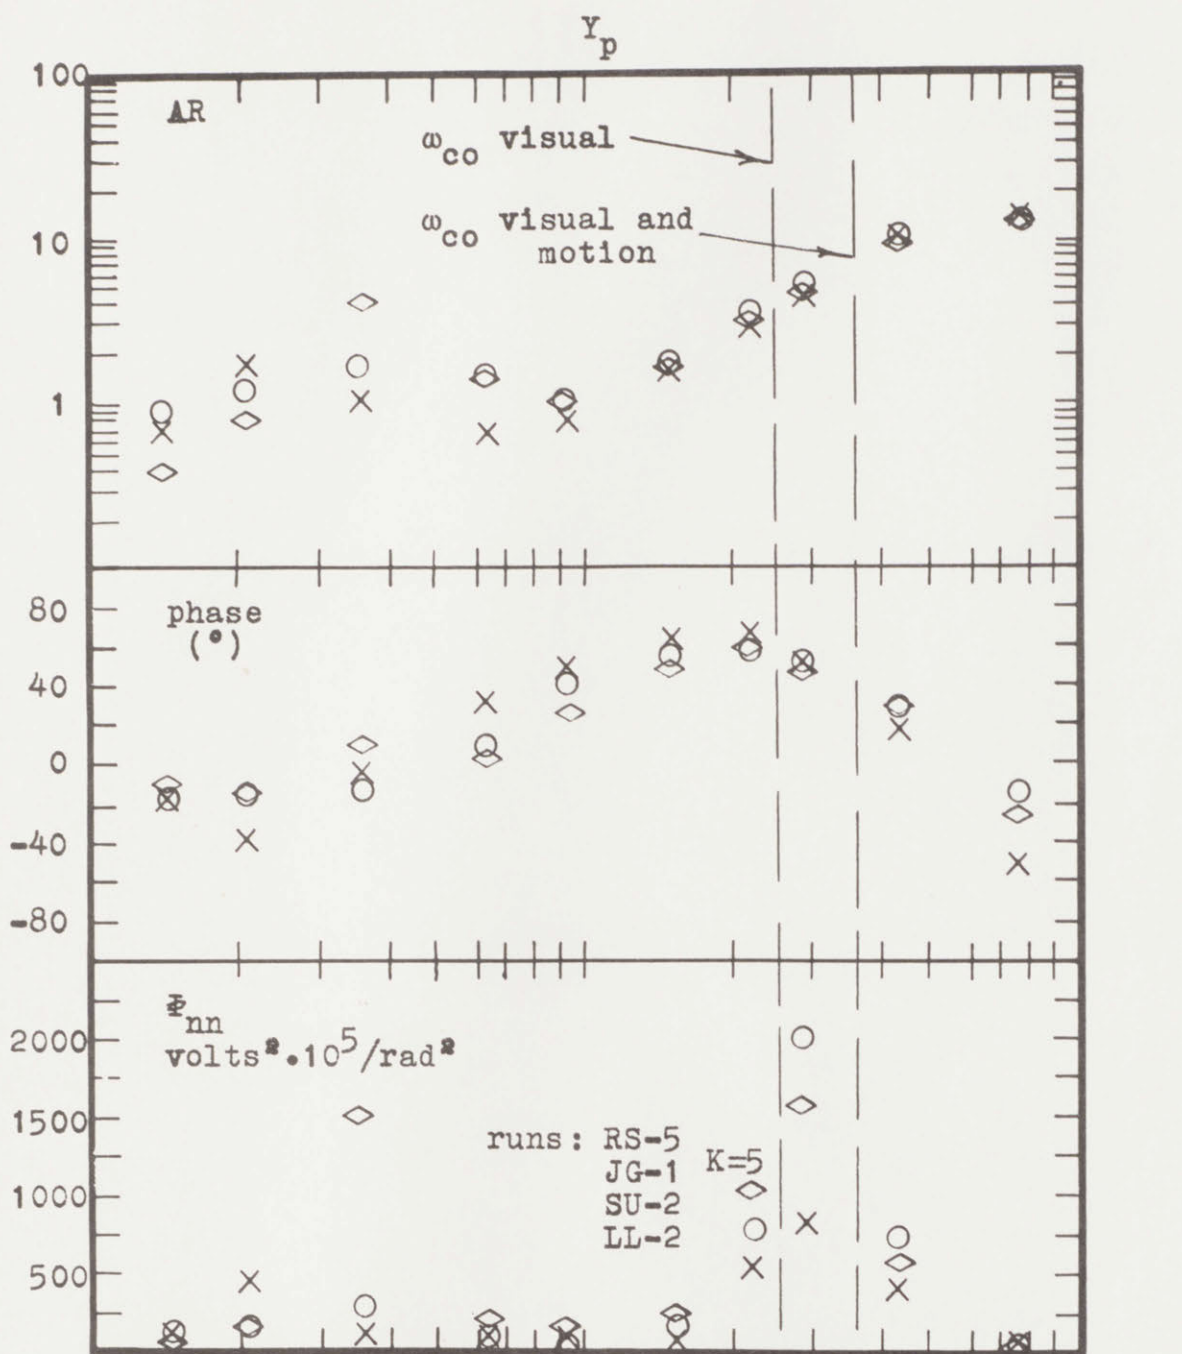 Y_p
100
AR
ω_co visual
ω_co visual and
motion
10
1
80
phase
(°)
40
0
-40
-80
Φ_nn
volts²·10⁵/rad²
2000
1500
runs: RS-5
JG-1 K=5
1000
SU-2
LL-2
500